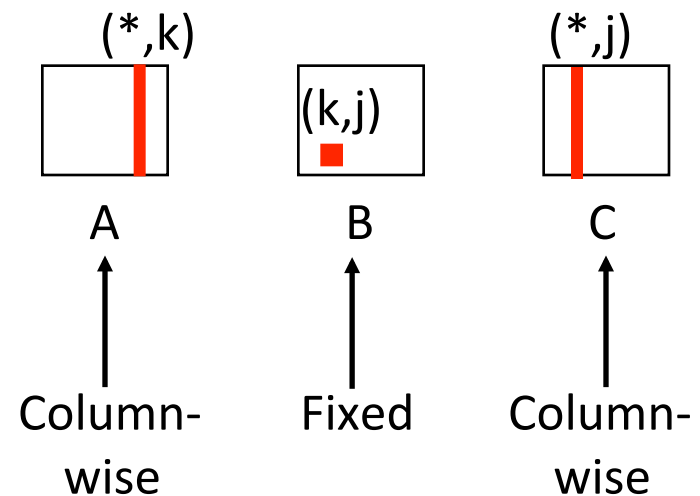 (*,k)
(*,j)
(k,j)
A
B
C
Column-
wise
Fixed
Column-
wise